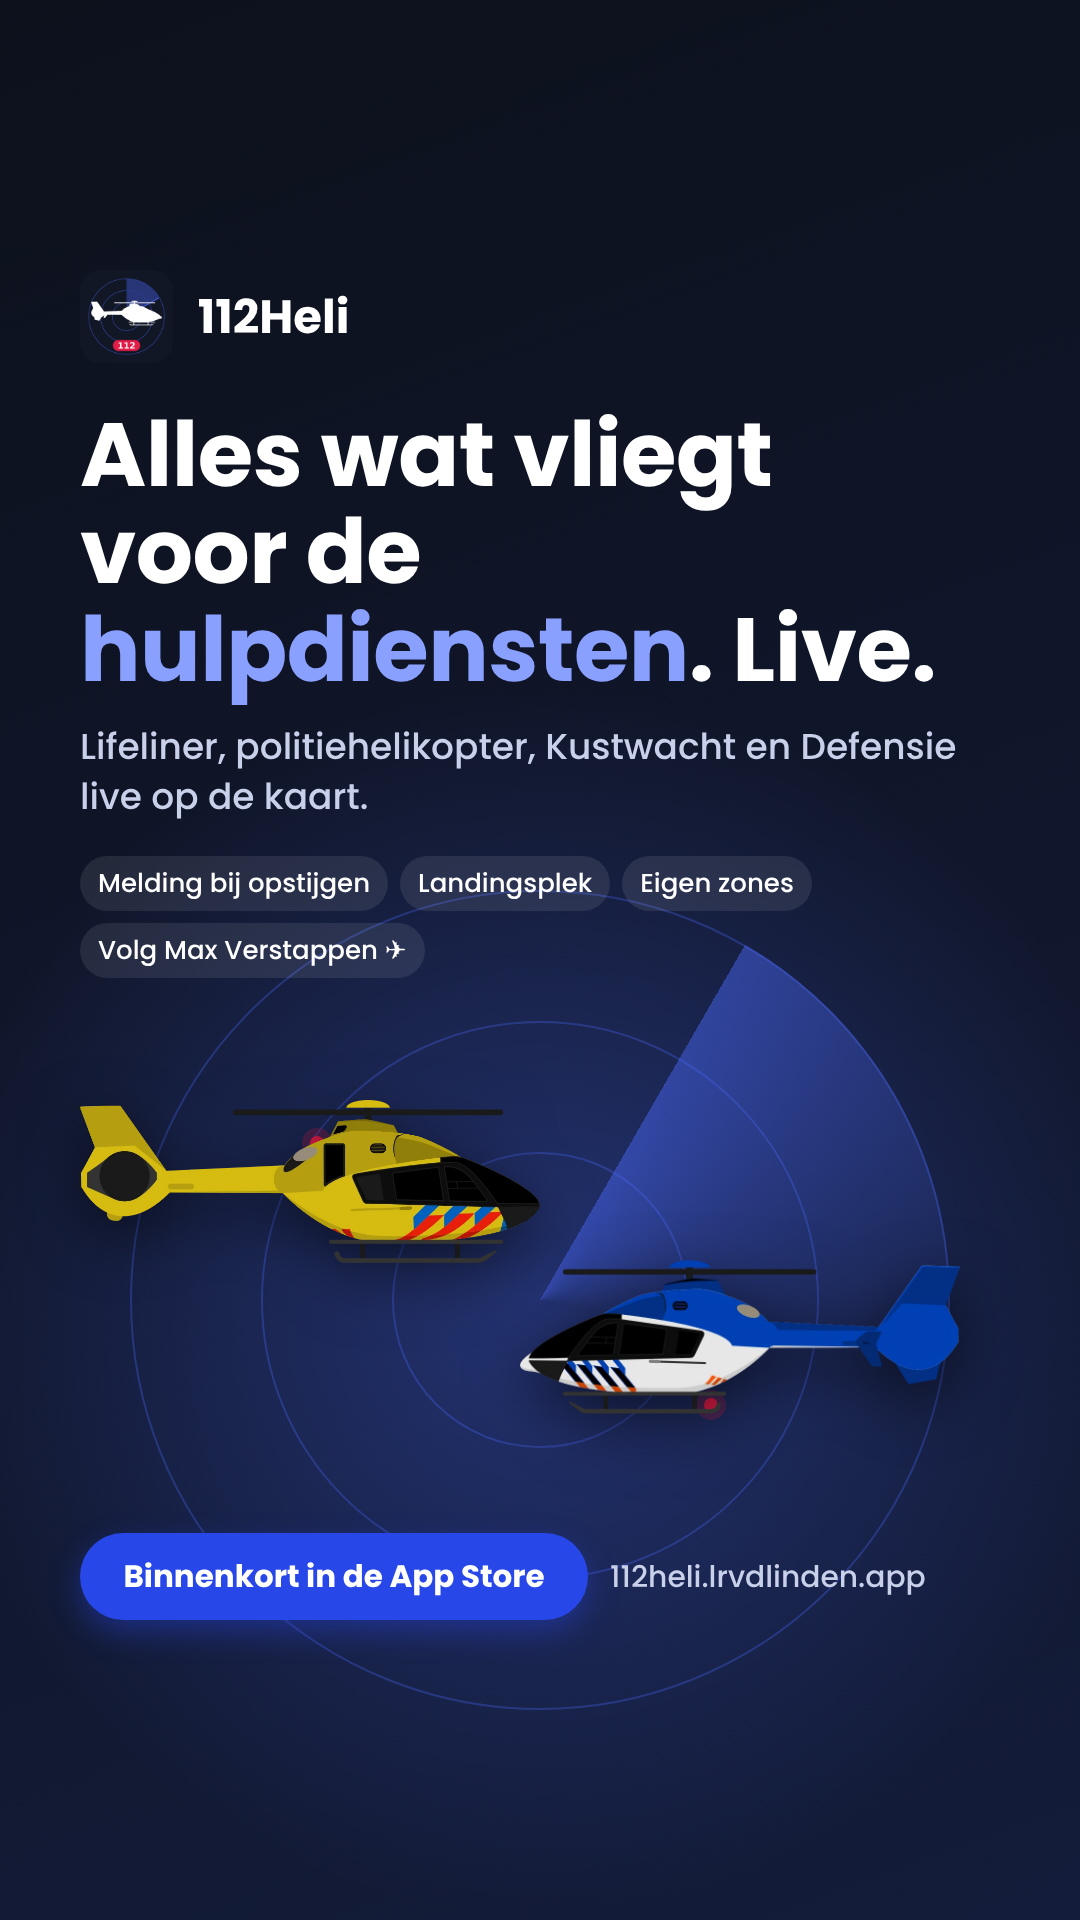 112
112Heli
Alles wat vliegt
voor de
hulpdiensten. Live.
Lifeliner, politiehelikopter, Kustwacht en Defensie
live op de kaart.
Melding bij opstijgen Landingsplek Eigen zones
Volg Max Verstappen ✈
Binnenkort in de App Store 112heli.lrvdlinden.app